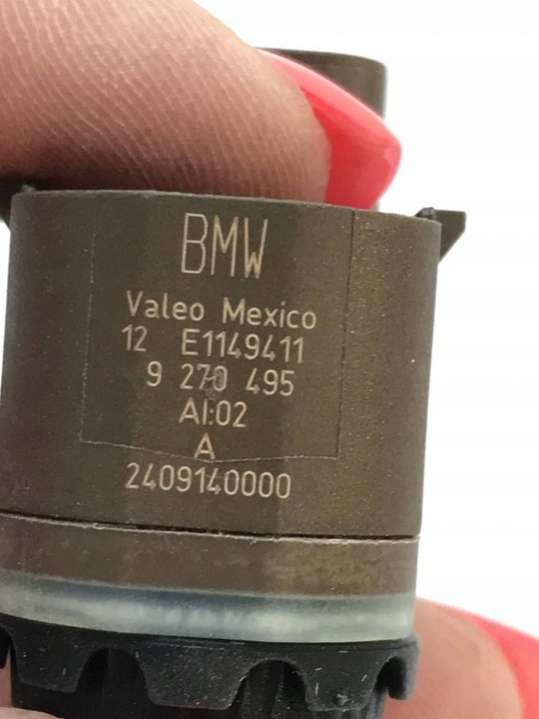 BMW
Valeo Mexico
12 E1149411
9 270 495
AI:02
A
2409140000